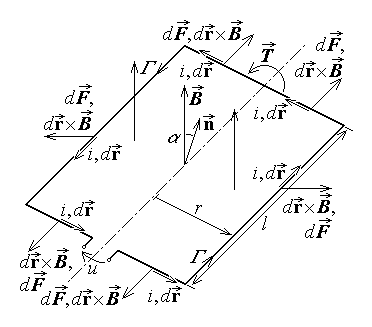 dF⃗, dr⃗×B⃗
Γ
i,dr⃗
T⃗
dF⃗,
dr⃗×B⃗
i,dr⃗
dF⃗,
dr⃗×B⃗
i,dr⃗
B⃗
n⃗
α
i,dr⃗
dr⃗×B⃗,
dF⃗
r
l
i,dr⃗
dr⃗×B⃗,
dF⃗
u
Γ
dF⃗,dr⃗×B⃗
i,dr⃗